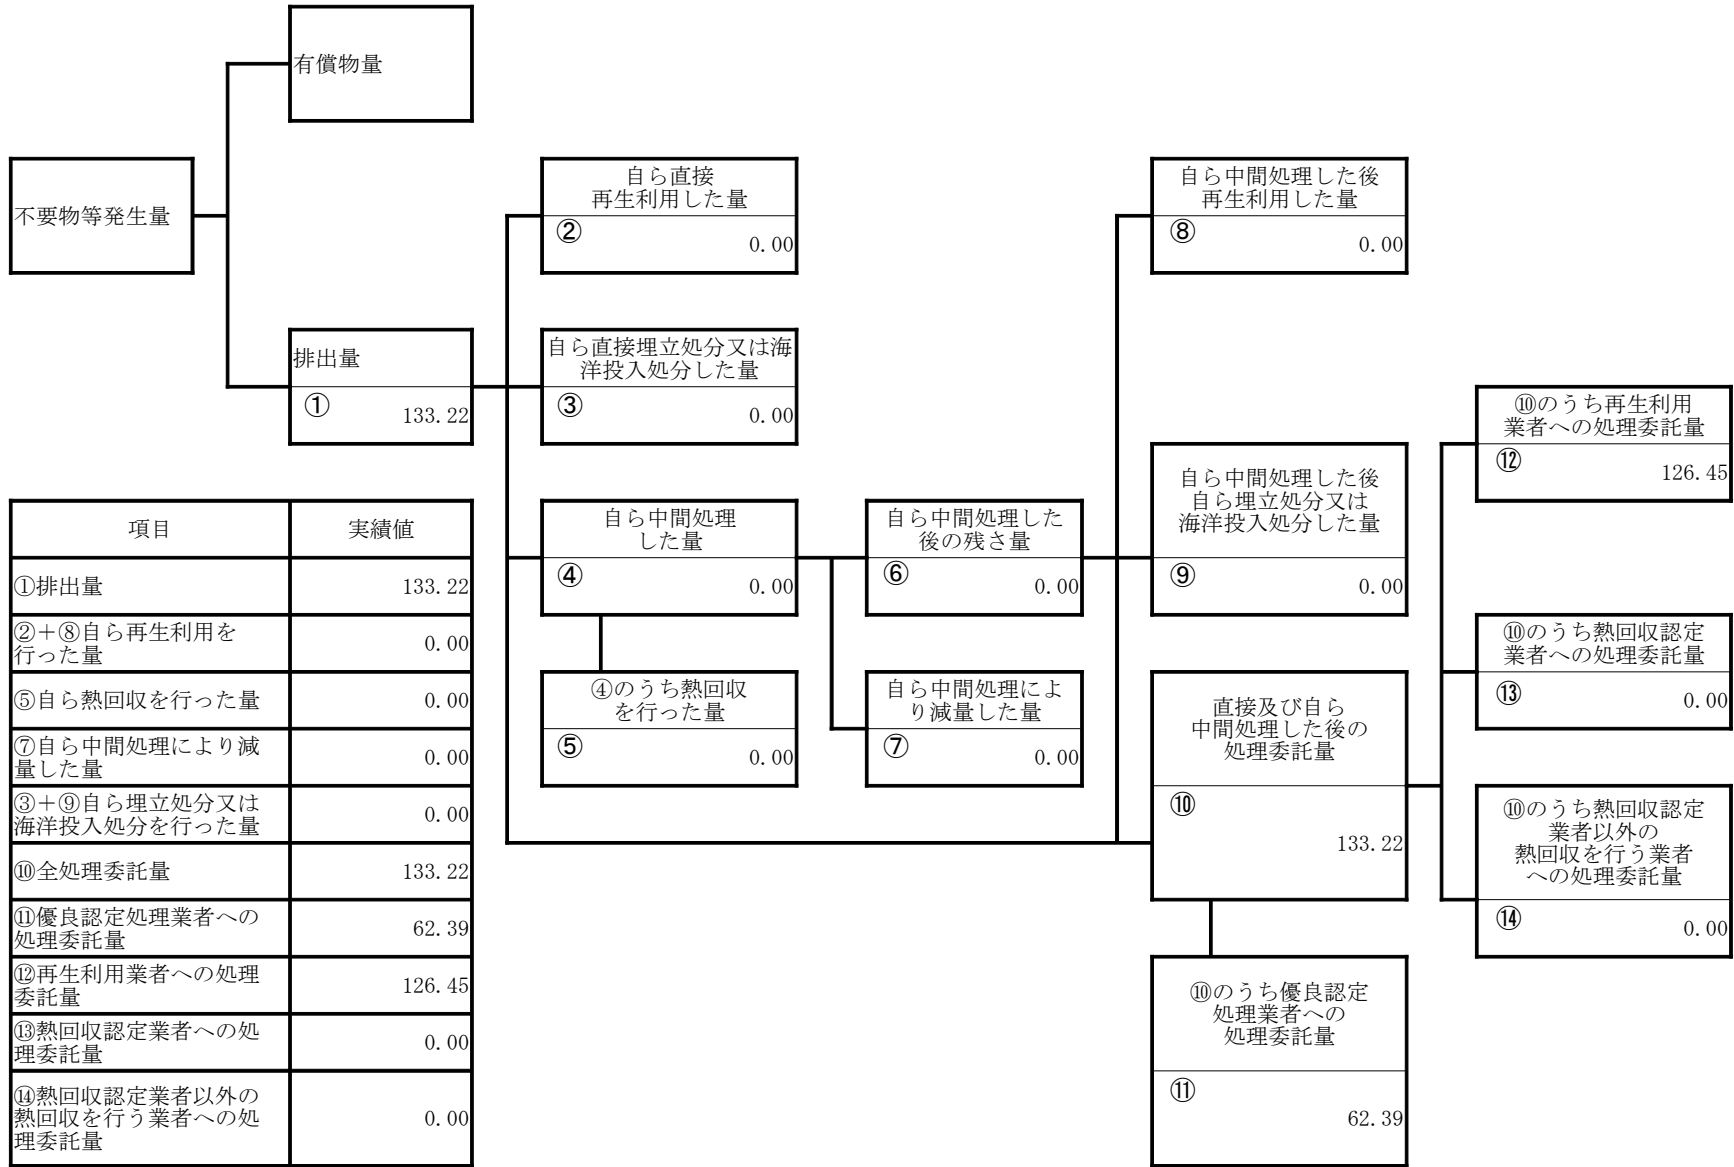 有償物量
不要物等発生量
自ら直接
再生利用した量
②
0.00
自ら中間処理した後
再生利用した量
⑧
0.00
排出量
①
133.22
自ら直接埋立処分又は海
洋投入処分した量
③
0.00
⑩のうち再生利用
業者への処理委託量
⑫
126.45
自ら中間処理した後
自ら埋立処分又は
海洋投入処分した量
⑨
0.00
自ら中間処理
した量
④
0.00
自ら中間処理した
後の残さ量
⑥
0.00
⑩のうち熱回収認定
業者への処理委託量
⑬
0.00
④のうち熱回収
を行った量
⑤
0.00
自ら中間処理によ
り減量した量
⑦
0.00
直接及び自ら
中間処理した後の
処理委託量
⑩
133.22
⑩のうち熱回収認定
業者以外の
熱回収を行う業者
への処理委託量
⑭
0.00
⑩のうち優良認定
処理業者への
処理委託量
⑪
62.39
項目 実績値
①排出量 133.22
②＋⑧自ら再生利用を
行った量 0.00
⑤自ら熱回収を行った量 0.00
⑦自ら中間処理により減
量した量 0.00
③＋⑨自ら埋立処分又は
海洋投入処分を行った量 0.00
⑩全処理委託量 133.22
⑪優良認定処理業者への
処理委託量 62.39
⑫再生利用業者への処理
委託量 126.45
⑬熱回収認定業者への処
理委託量 0.00
⑭熱回収認定業者以外の
熱回収を行う業者への処
理委託量 0.00